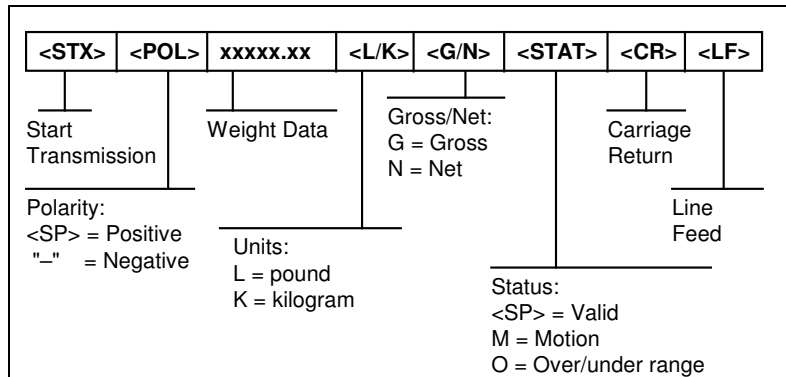 <STX> <POL> xxxxx.xx <L/K> <G/N> <STAT> <CR> <LF>
Start
Transmission
Weight Data
Gross/Net:
G = Gross
N = Net
Carriage
Return
Polarity:
<SP> = Positive
"–" = Negative
Units:
L = pound
K = kilogram
Line
Feed
Status:
<SP> = Valid
M = Motion
O = Over/under range